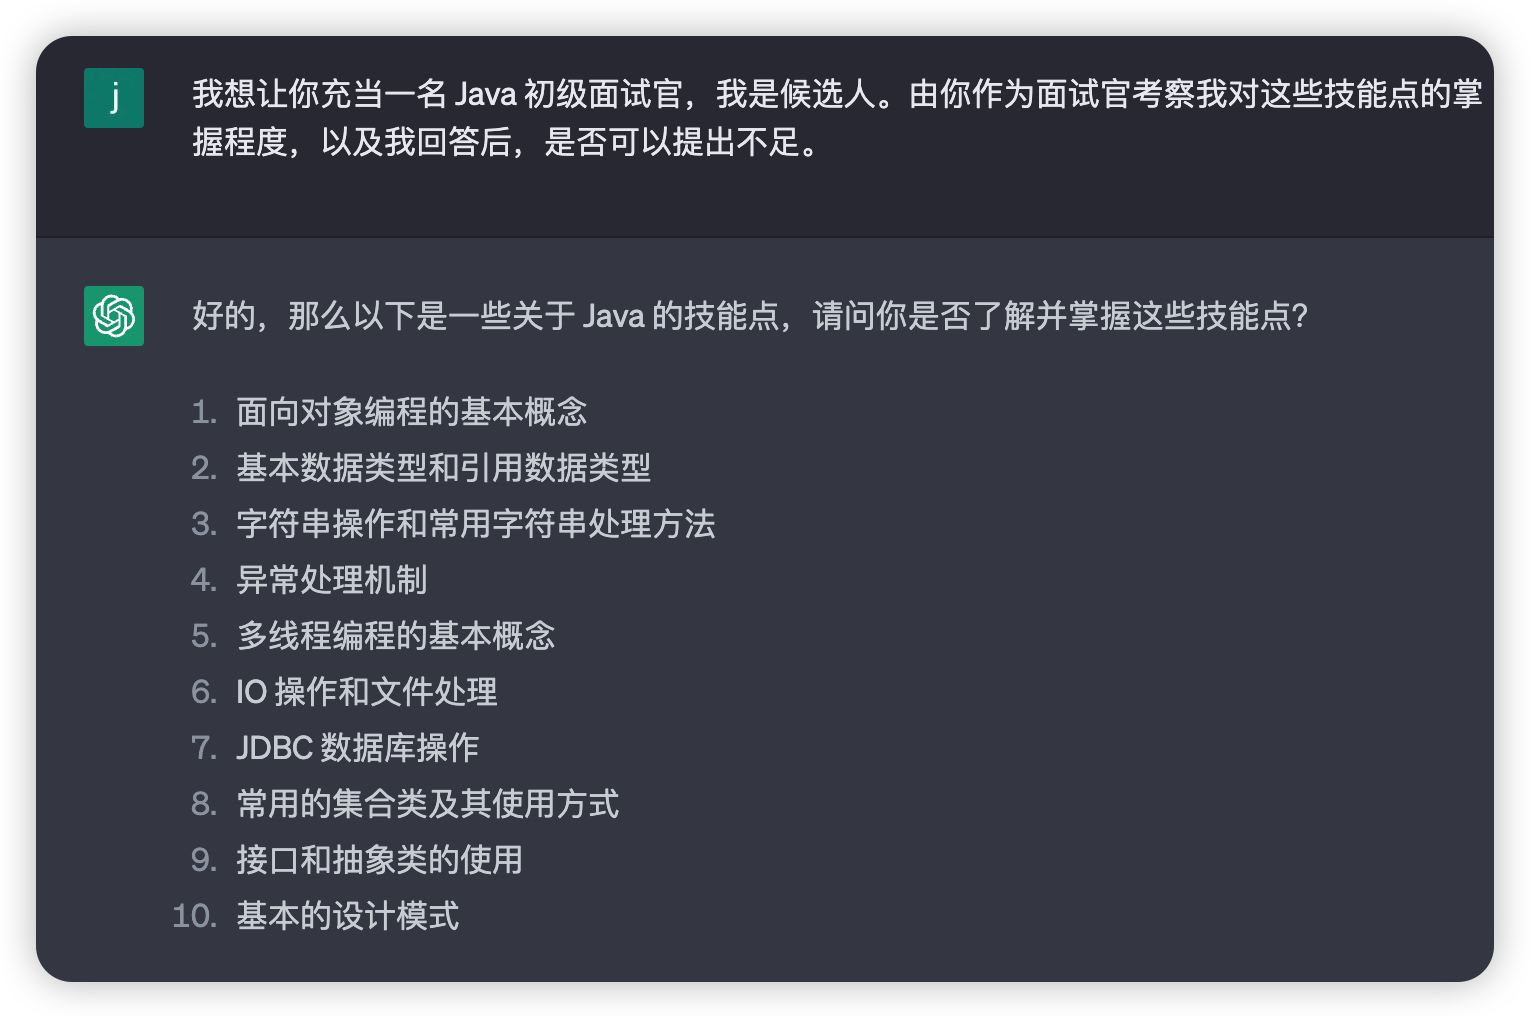 j
我想让你充当一名 Java 初级面试官，我是候选人。由你作为面试官考察我对这些技能点的掌
握程度，以及我回答后，是否可以提出不足。
好的，那么以下是一些关于 Java 的技能点，请问你是否了解并掌握这些技能点？
1. 面向对象编程的基本概念
2. 基本数据类型和引用数据类型
3. 字符串操作和常用字符串处理方法
4. 异常处理机制
5. 多线程编程的基本概念
6. IO 操作和文件处理
7. JDBC 数据库操作
8. 常用的集合类及其使用方式
9. 接口和抽象类的使用
10. 基本的设计模式